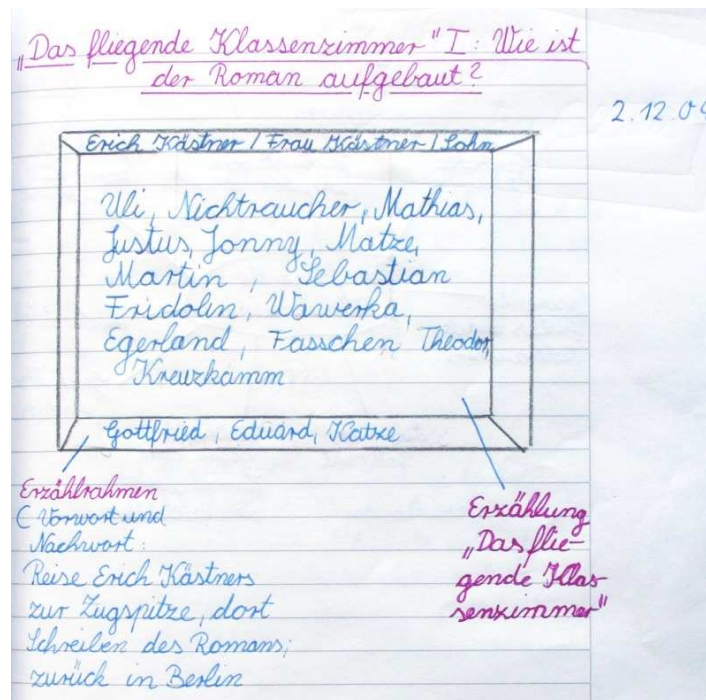 „Das fliegende Klassenzimmer" I: Wie ist
der Roman aufgebaut?
2.12.09
Erich Kästner / Frau Kästner / Sohn
Uli, Nichtraucher, Mathias,
Justus, Jonny, Matze,
Martin, Sebastian
Fridolin, Wawerka,
Egerland, Fasschen Theodor,
Kreuzkamm
Gottfried, Eduard, Katze
Erzählrahmen
( Vorwort und
Nachwort:
Reise Erich Kästners
zur Zugspitze, dort
Schreiben des Romans;
zurück in Berlin
Erzählung
„Das flie-
gende Klas-
senzimmer"